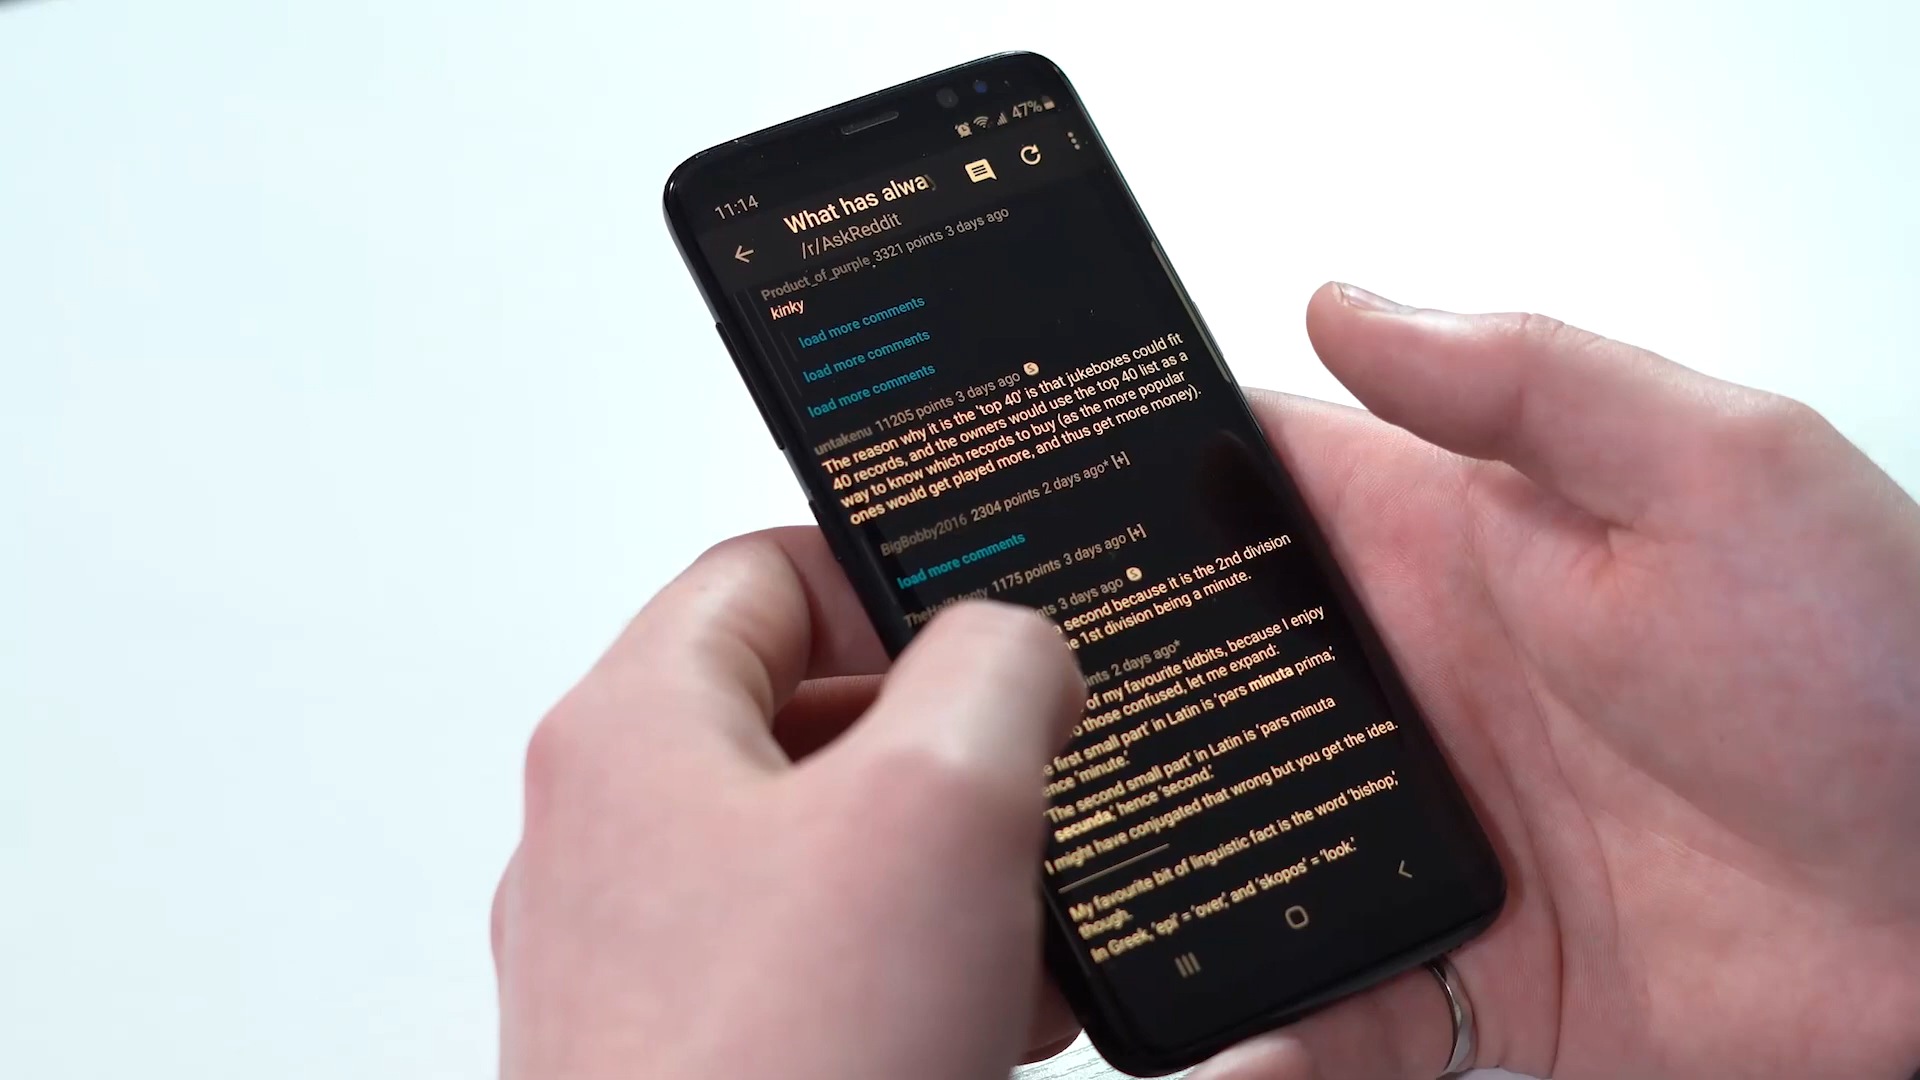 11:14
47%
What has alwa
/r/AskReddit
Product_of_purple 3321 points 3 days ago
kinky
load more comments
load more comments
load more comments
untakenu 11205 points 3 days ago S
The reason why it is the 'top 40' is that jukeboxes could fit
40 records, and the owners would use the top 40 list as a
way to know which records to buy (as the more popular
ones would get played more, and thus get more money).
BigBobby2016 2304 points 2 days ago* [+]
load more comments
1175 points 3 days ago [+]
nts 3 days ago S
second because it is the 2nd division
1st division being a minute.
ints 2 days ago*
of my favourite tidbits, because I enjoy
those confused, let me expand:
first small part' in Latin is 'pars minuta prima,'
ence 'minute.'
'The second small part' in Latin is 'pars minuta
secunda,' hence 'second.'
I might have conjugated that wrong but you get the idea.
My favourite bit of linguistic fact is the word 'bishop,'
though.
In Greek, 'epi' = 'over,' and 'skopos' = 'look.'